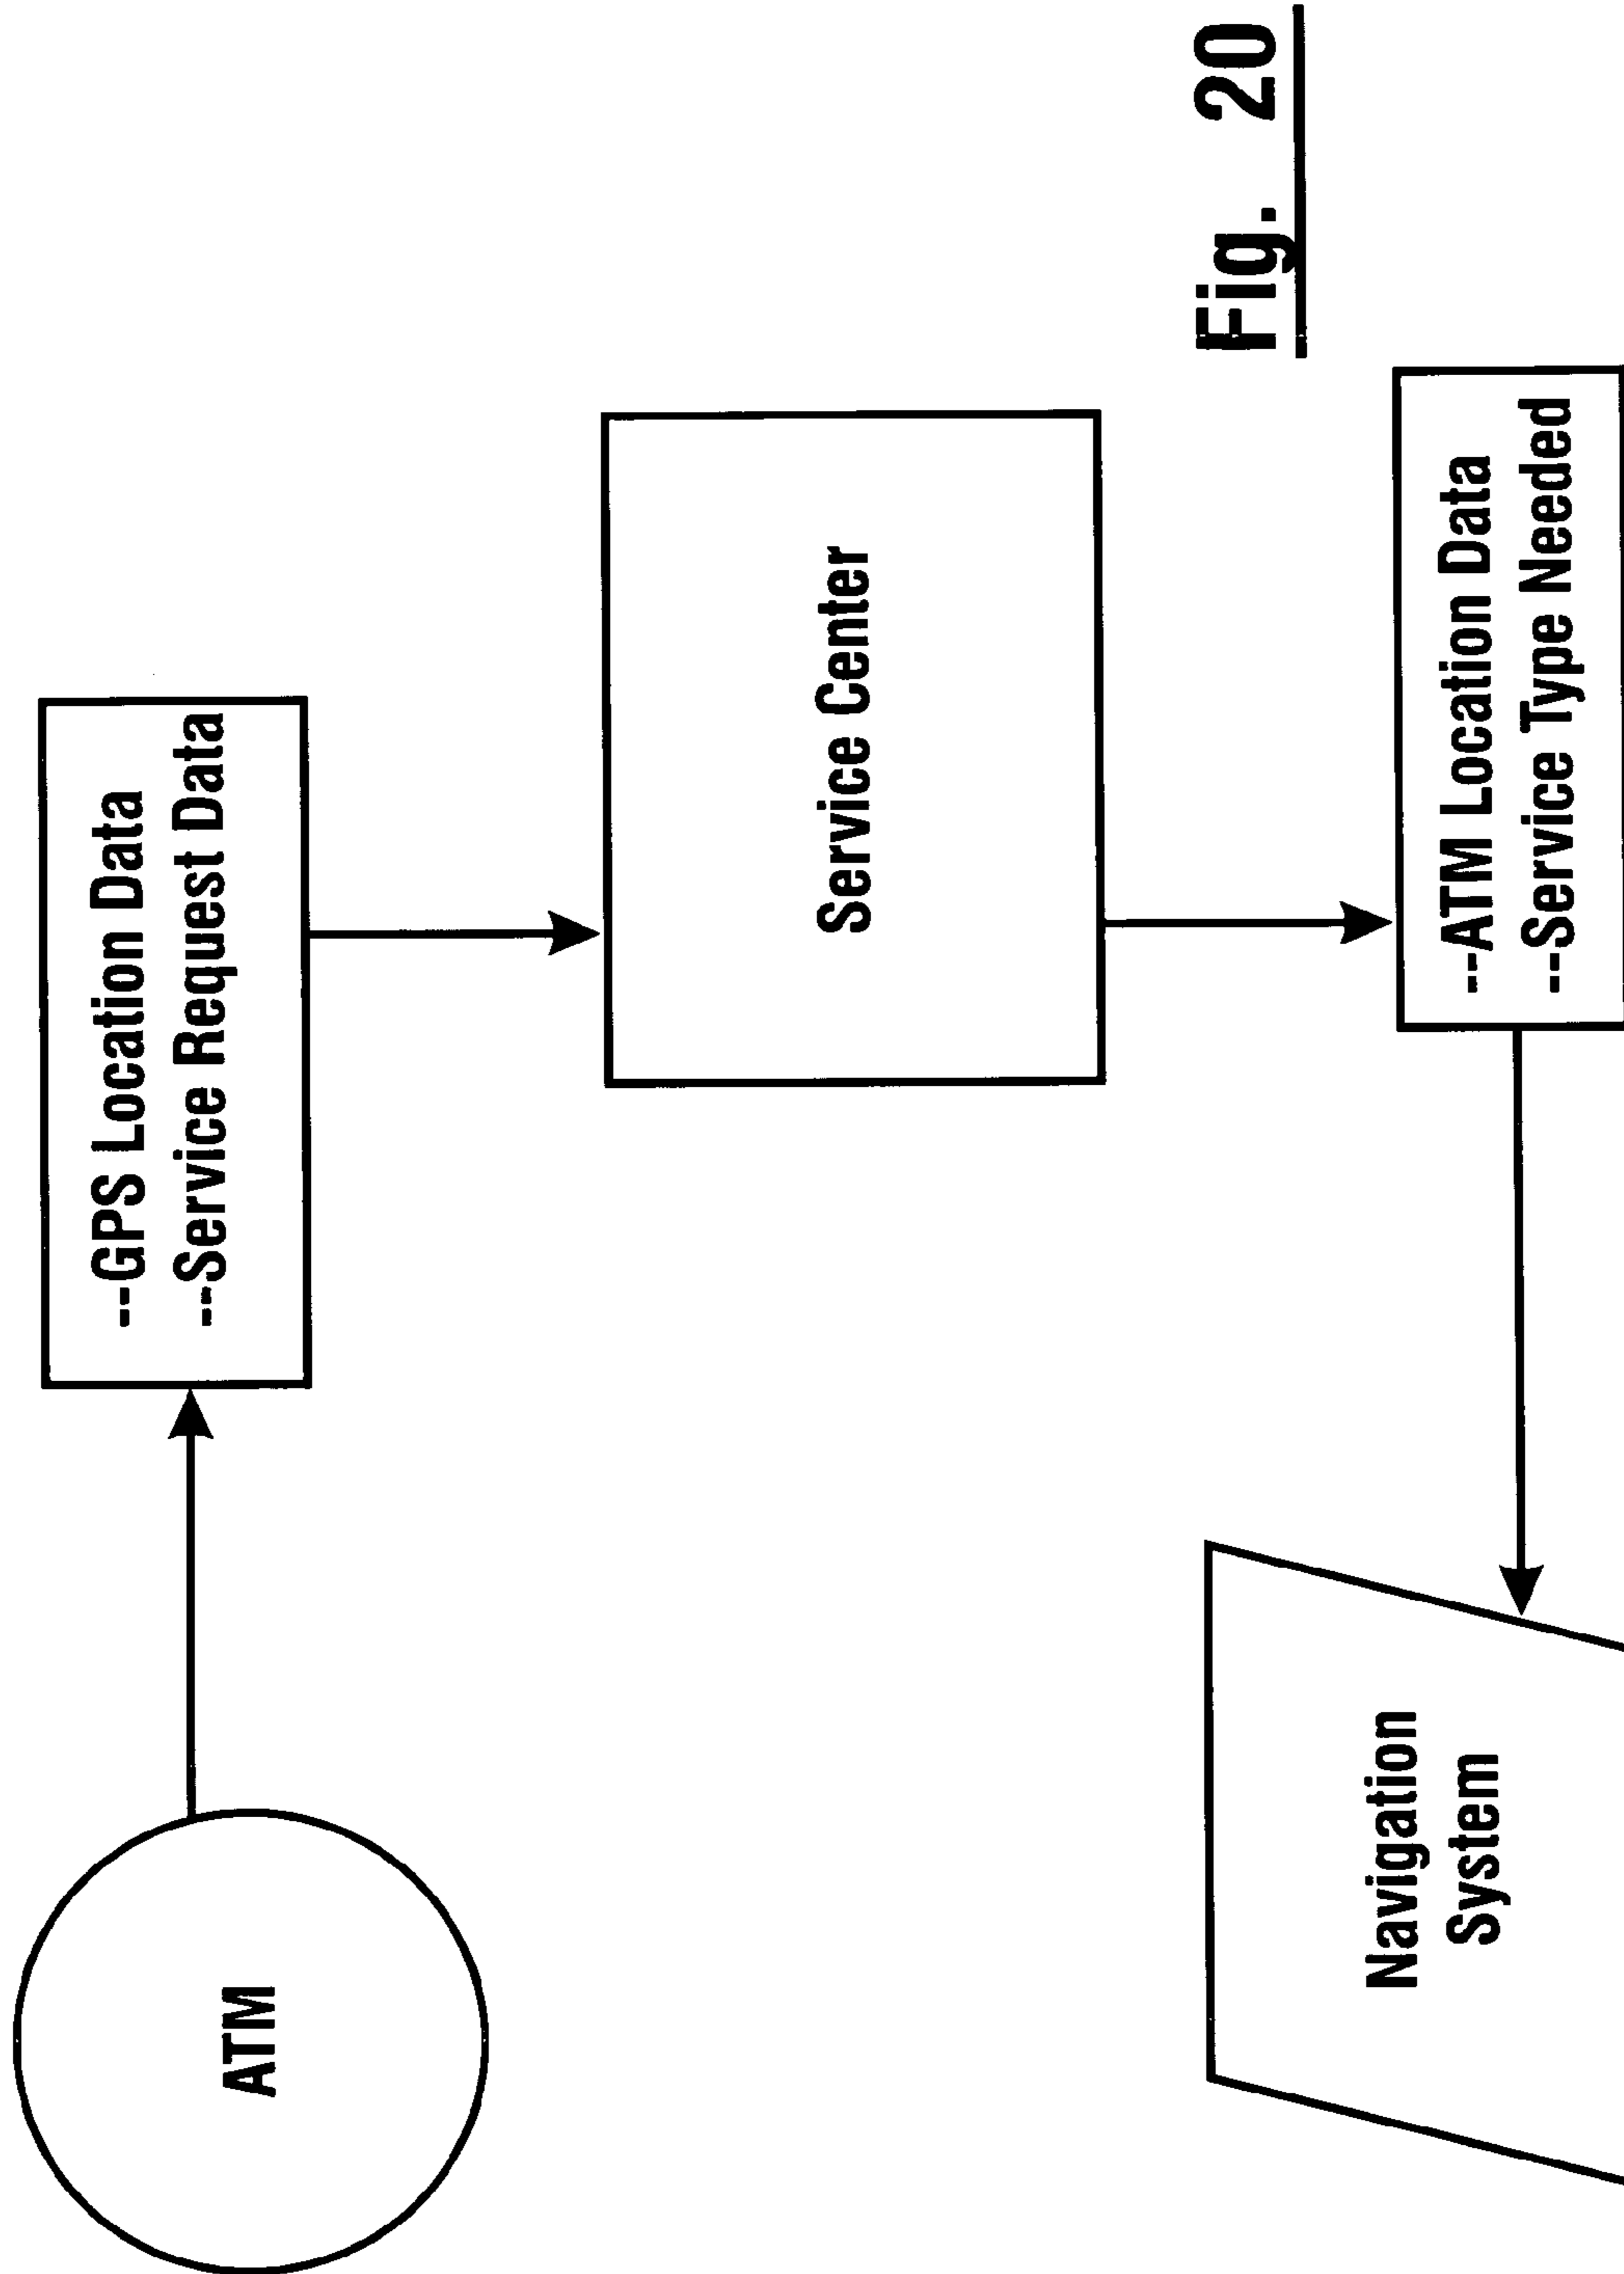 ATM
--GPS Location Data
--Service Request Data
Service Center
--ATM Location Data
--Service Type Needed
Navigation
System
Fig. 20